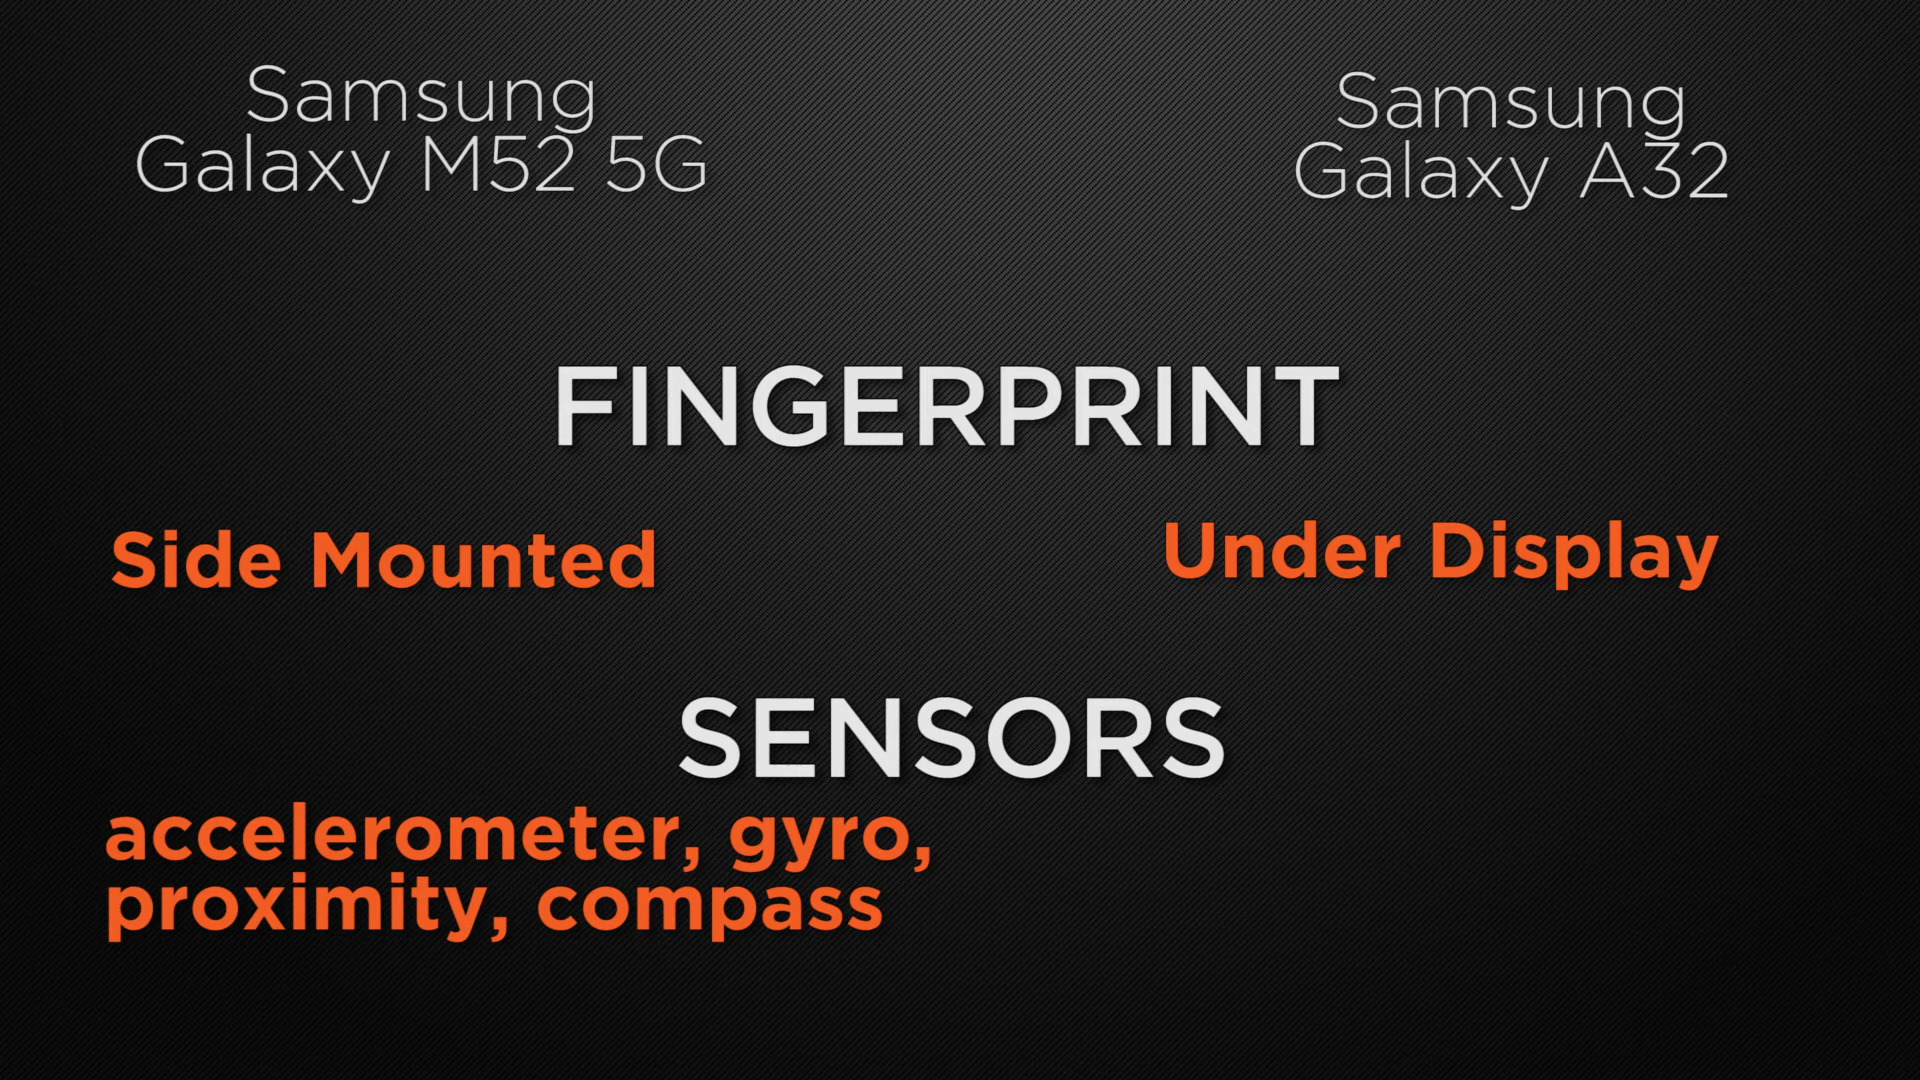 Samsung
Galaxy M52 5G
Samsung
Galaxy A32
FINGERPRINT
Side Mounted
Under Display
SENSORS
accelerometer, gyro,
proximity, compass